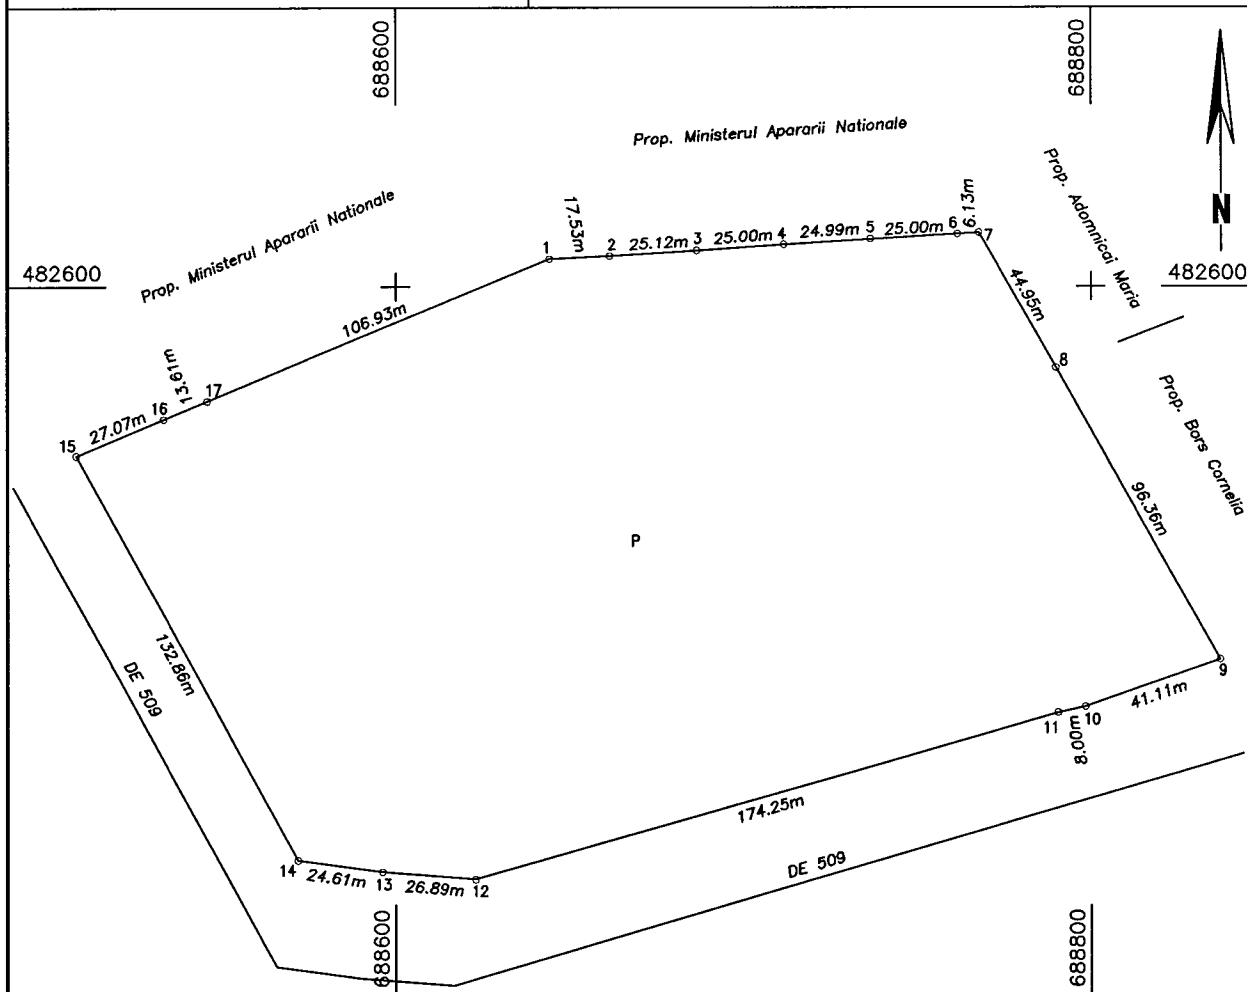 688600
688800
Prop. Ministerul Apararii Nationale
Prop. Adomnicai Maria
N
Prop. Ministerul Apararii Nationale
17.53m
6.13m
1
2
25.12m
3
25.00m
4
24.99m
5
25.00m
6
7
482600
482600
44.95m
106.93m
13.61m
8
17
16
27.07m
15
Prop. Bors Cornelia
96.36m
P
132.86m
DE 509
9
41.11m
10
11
8.00m
174.25m
DE 509
14
24.61m
13
26.89m
12
688600
688800